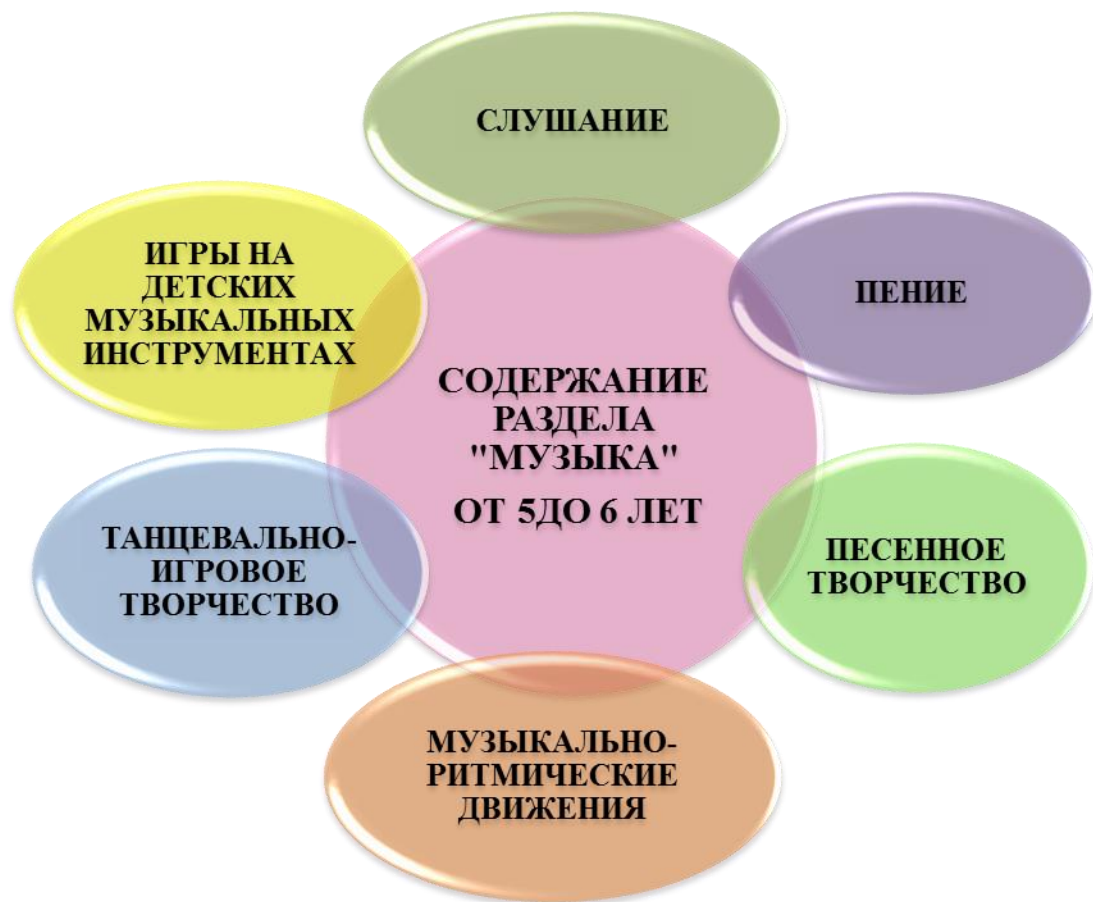 СЛУШАНИЕ
ИГРЫ НА
ДЕТСКИХ
МУЗЫКАЛЬНЫХ
ИНСТРУМЕНТАХ
ПЕНИЕ
СОДЕРЖАНИЕ
РАЗДЕЛА
"МУЗЫКА"
ОТ 5ДО 6 ЛЕТ
ТАНЦЕВАЛЬНО-
ИГРОВОЕ
ТВОРЧЕСТВО
ПЕСЕННОЕ
ТВОРЧЕСТВО
МУЗЫКАЛЬНО-
РИТМИЧЕСКИЕ
ДВИЖЕНИЯ